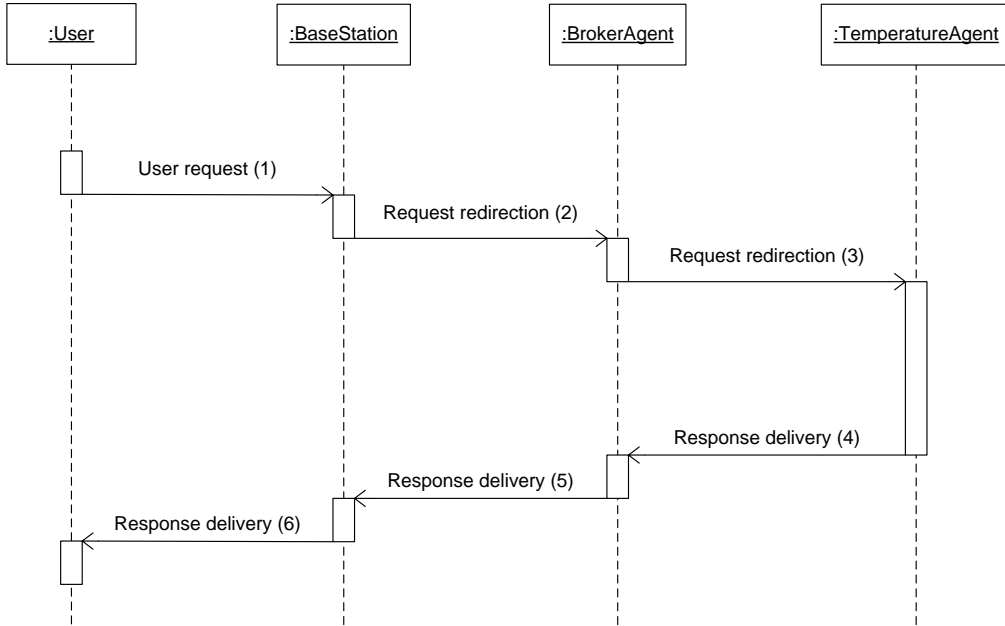 :User
:BaseStation
:BrokerAgent
:TemperatureAgent
User request (1)
Request redirection (2)
Request redirection (3)
Response delivery (4)
Response delivery (5)
Response delivery (6)